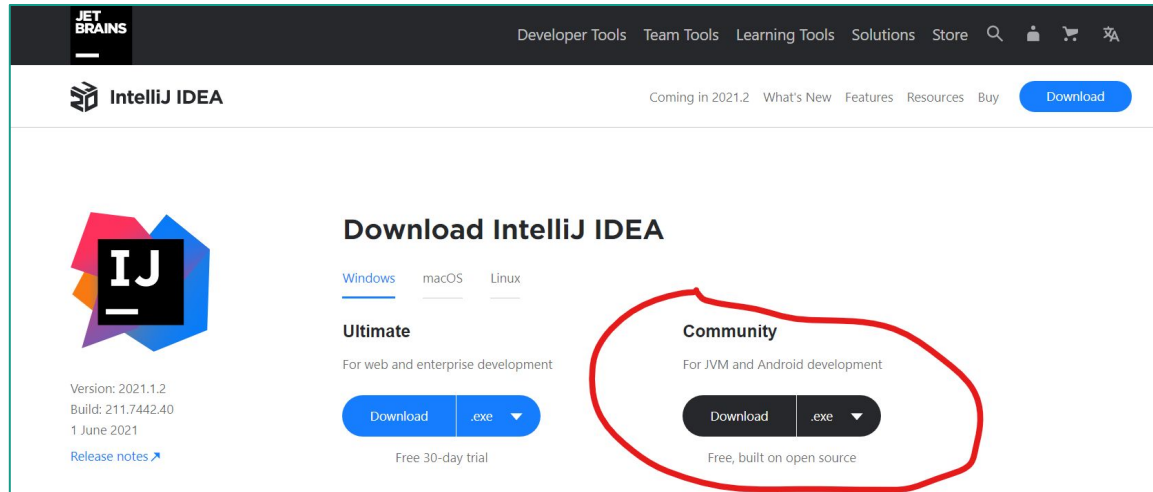 JET
BRAINS
Developer Tools Team Tools Learning Tools Solutions Store
IntelliJ IDEA
Coming in 2021.2 What's New Features Resources Buy Download
IJ
Download IntelliJ IDEA
Windows macOS Linux
Ultimate
For web and enterprise development
Download .exe
Free 30-day trial
Community
For JVM and Android development
Download .exe
Free, built on open source
Version: 2021.1.2
Build: 211.7442.40
1 June 2021
Release notes